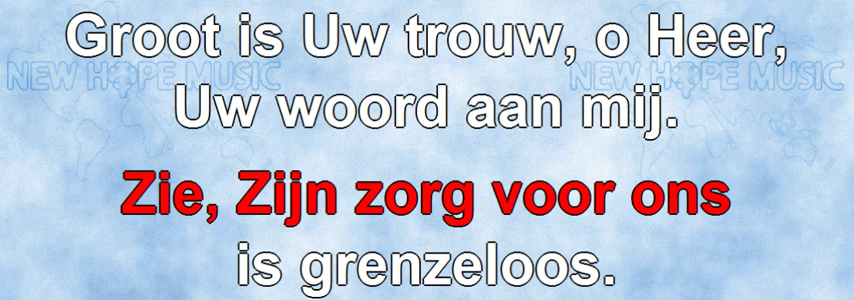 Groot is Uw trouw, o Heer,
NEW HOPE MUSIC NEW HOPE MUSIC
Uw woord aan mij.
Zie, Zijn zorg voor ons
is grenzeloos.